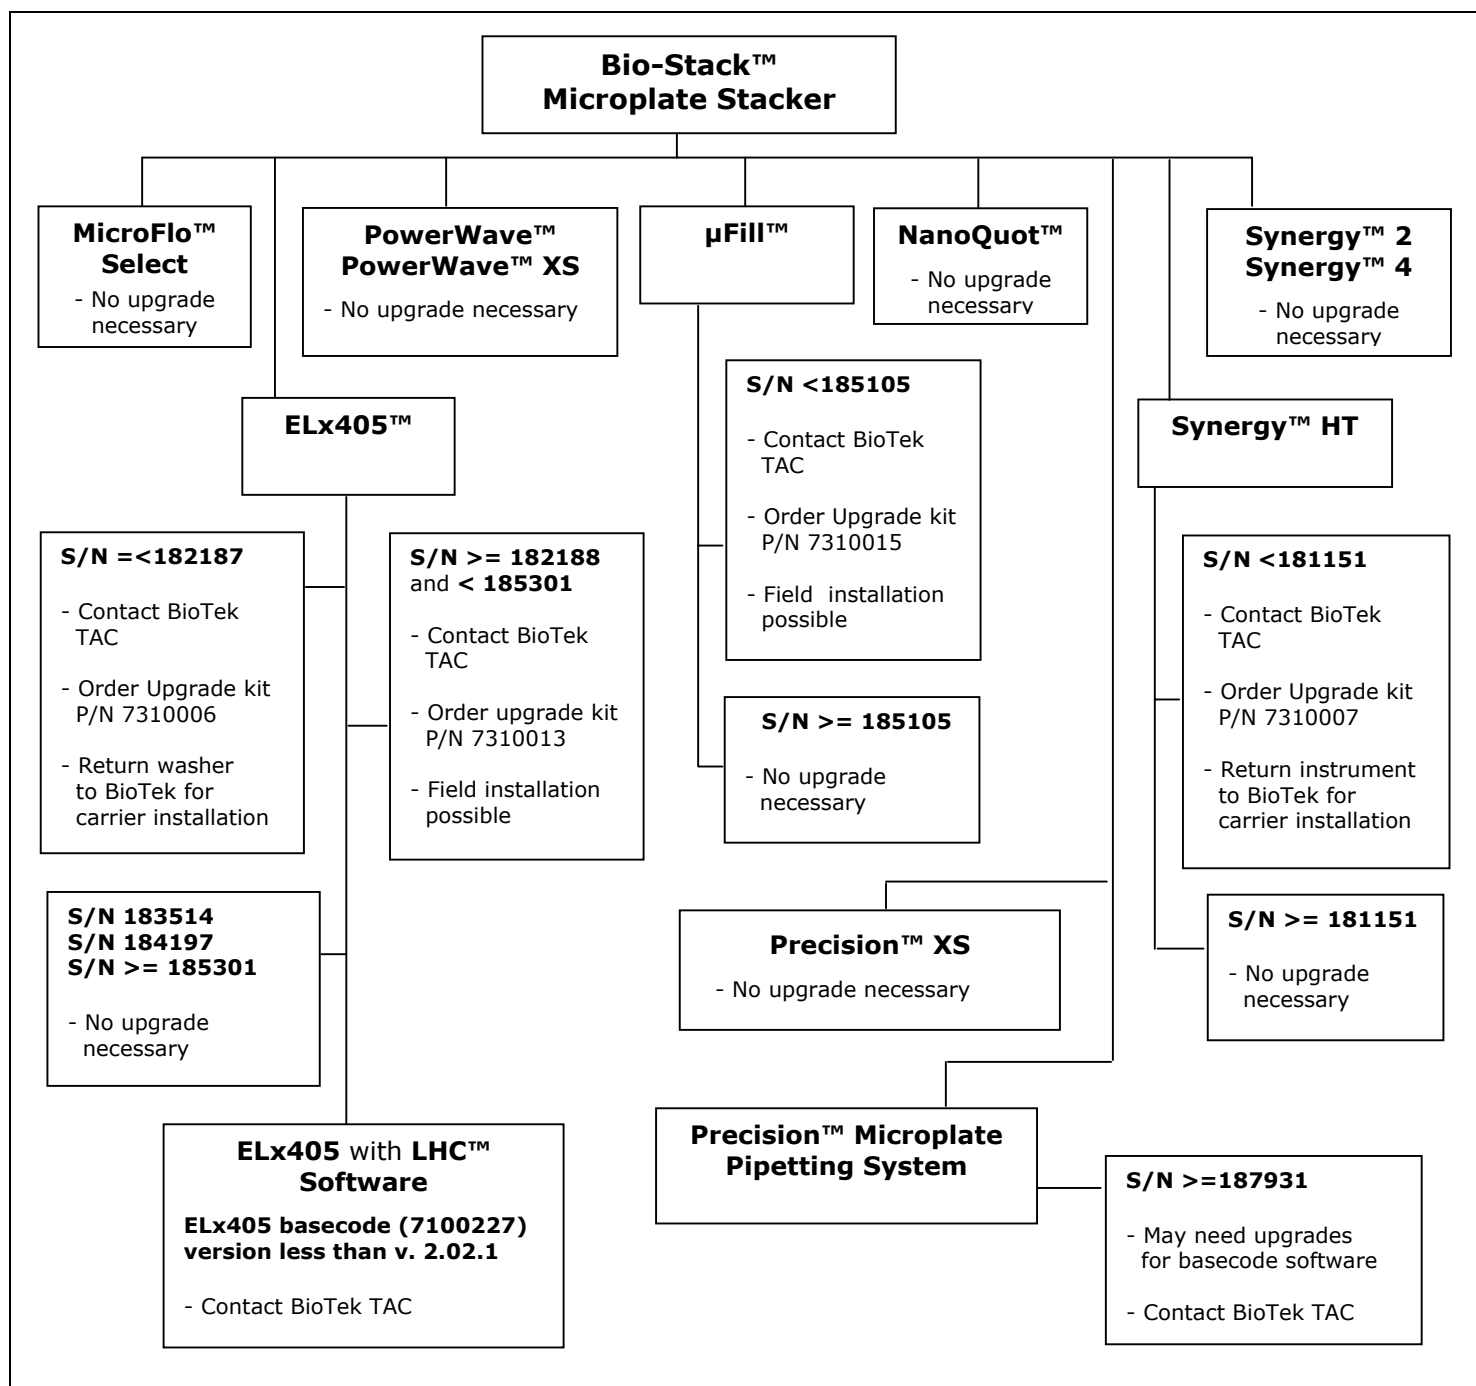 Bio-Stack™
Microplate Stacker
MicroFlo™
Select
- No upgrade
necessary
PowerWave™
PowerWave™ XS
- No upgrade necessary
µFill™
NanoQuot™
- No upgrade
necessary
Synergy™ 2
Synergy™ 4
- No upgrade
necessary
ELx405™
S/N =<182187
- Contact BioTek
TAC
- Order Upgrade kit
P/N 7310006
- Return washer
to BioTek for
carrier installation
S/N >= 182188
and < 185301
- Contact BioTek
TAC
- Order upgrade kit
P/N 7310013
- Field installation
possible
S/N 183514
S/N 184197
S/N >= 185301
- No upgrade
necessary
ELx405 with LHC™
Software
ELx405 basecode (7100227)
version less than v. 2.02.1
- Contact BioTek TAC
S/N <185105
- Contact BioTek
TAC
- Order Upgrade kit
P/N 7310015
- Field  installation
possible
S/N >= 185105
- No upgrade
necessary
Precision™ XS
- No upgrade necessary
Precision™ Microplate
Pipetting System
S/N >=187931
- May need upgrades
for basecode software
- Contact BioTek TAC
Synergy™ HT
S/N <181151
- Contact BioTek
TAC
- Order Upgrade kit
P/N 7310007
- Return instrument
to BioTek for
carrier installation
S/N >= 181151
- No upgrade
necessary